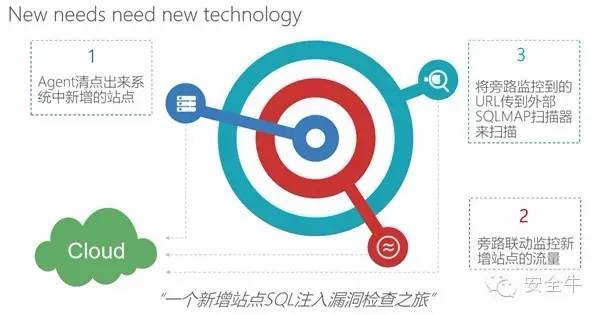 New needs need new technology
1
Agent清点出来系
统中新增的站点
3
将旁路监控到的
URL传到外部
SQLMAP扫描器
来扫描
Cloud
2
旁路联动监控新
增站点的流量
“一个新增站点SQL注入漏洞检查之旅”
安全牛